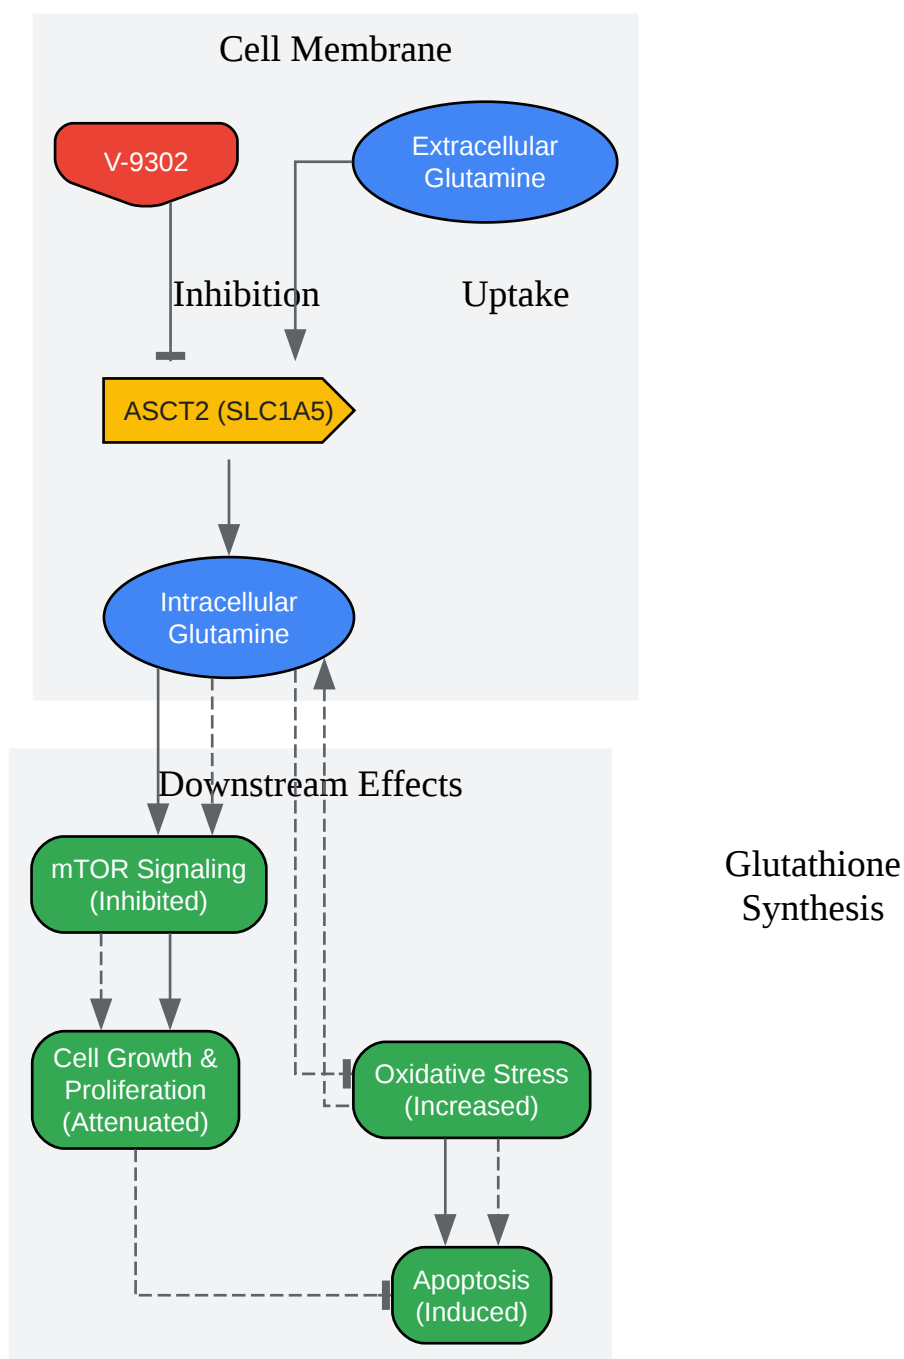 Cell Membrane
V-9302
Extracellular
Glutamine
Inhibition
Uptake
ASCT2 (SLC1A5)
Intracellular
Glutamine
Downstream Effects
mTOR Signaling
(Inhibited)
Glutathione
Synthesis
Cell Growth &
Proliferation
(Attenuated)
Oxidative Stress
(Increased)
Apoptosis
(Induced)